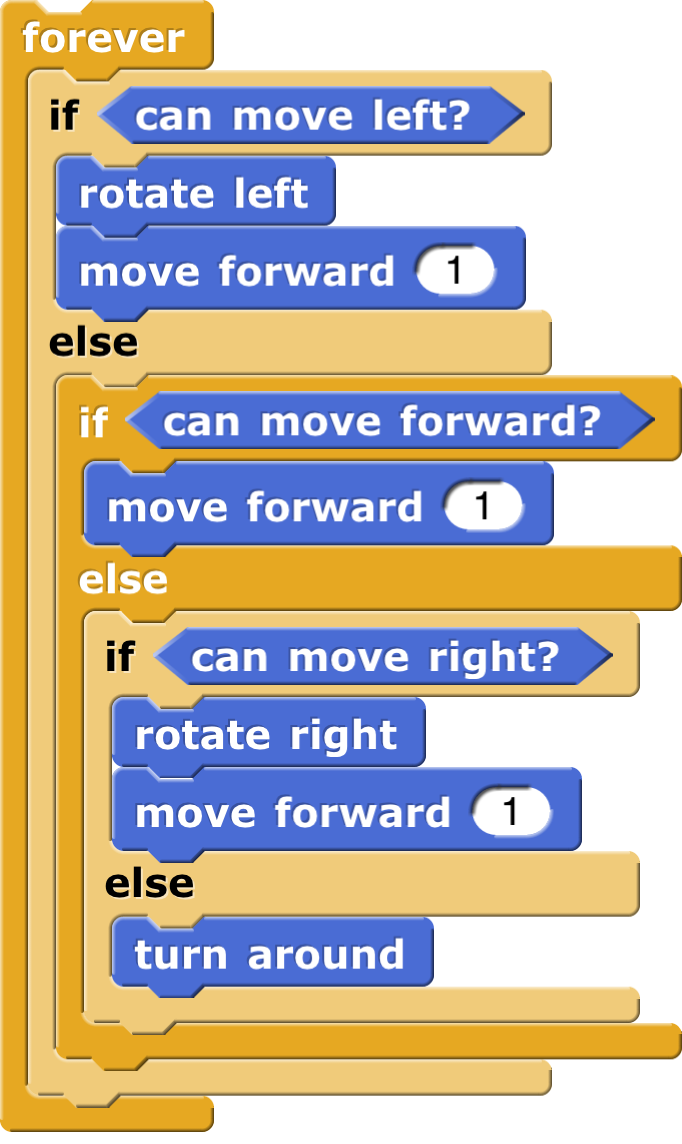 forever
if can move left?
rotate left
move forward 1
else
if can move forward?
move forward 1
else
if can move right?
rotate right
move forward 1
else
turn around